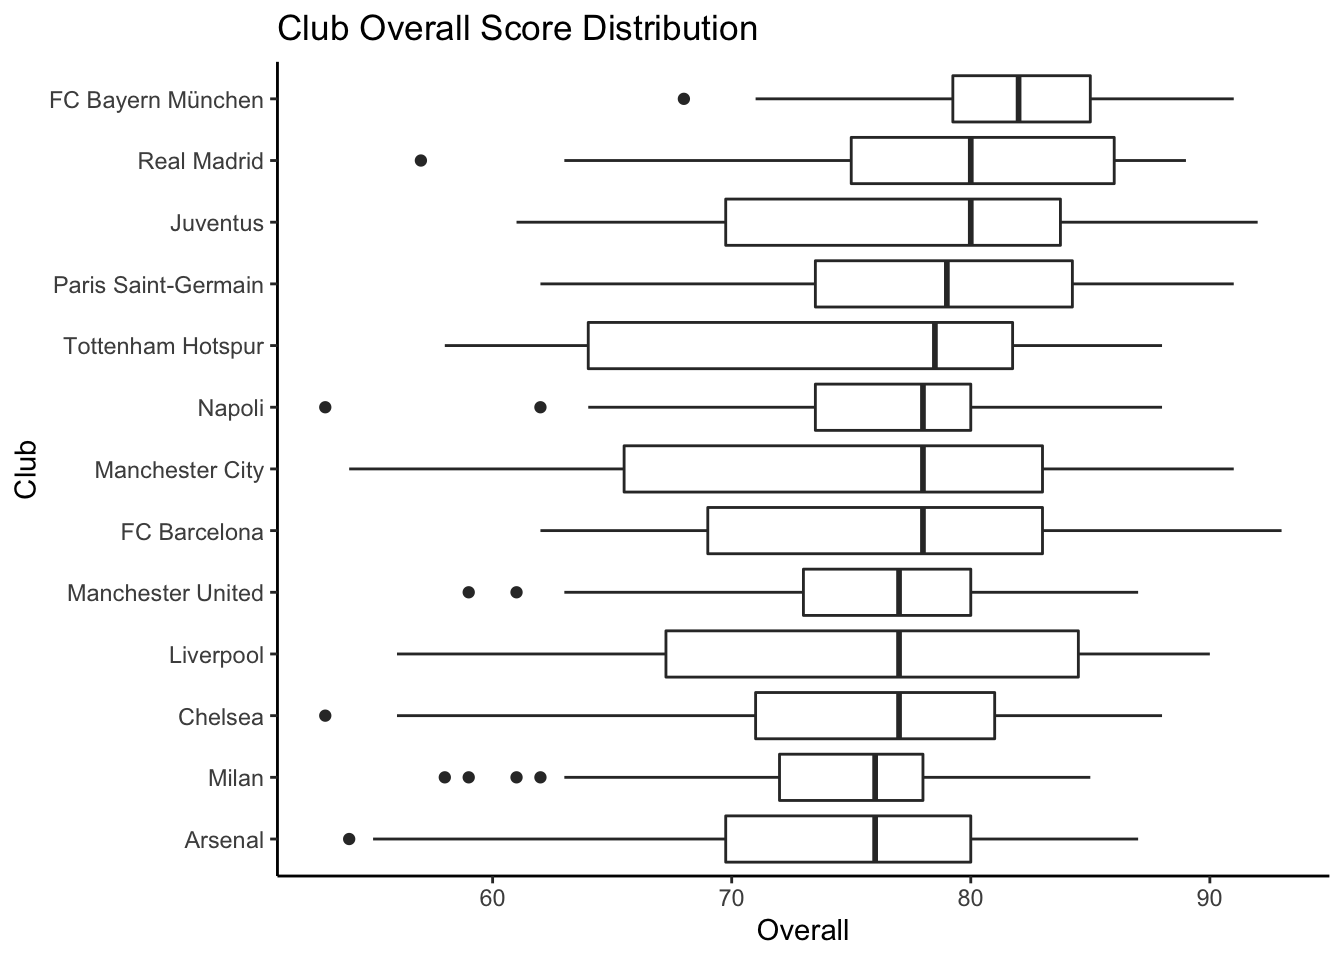 Club Overall Score Distribution
FC Bayern München
Real Madrid
Juventus
Paris Saint-Germain
Tottenham Hotspur
Napoli
Manchester City
FC Barcelona
Manchester United
Liverpool
Chelsea
Milan
Arsenal
Club
60 70 80 90
Overall